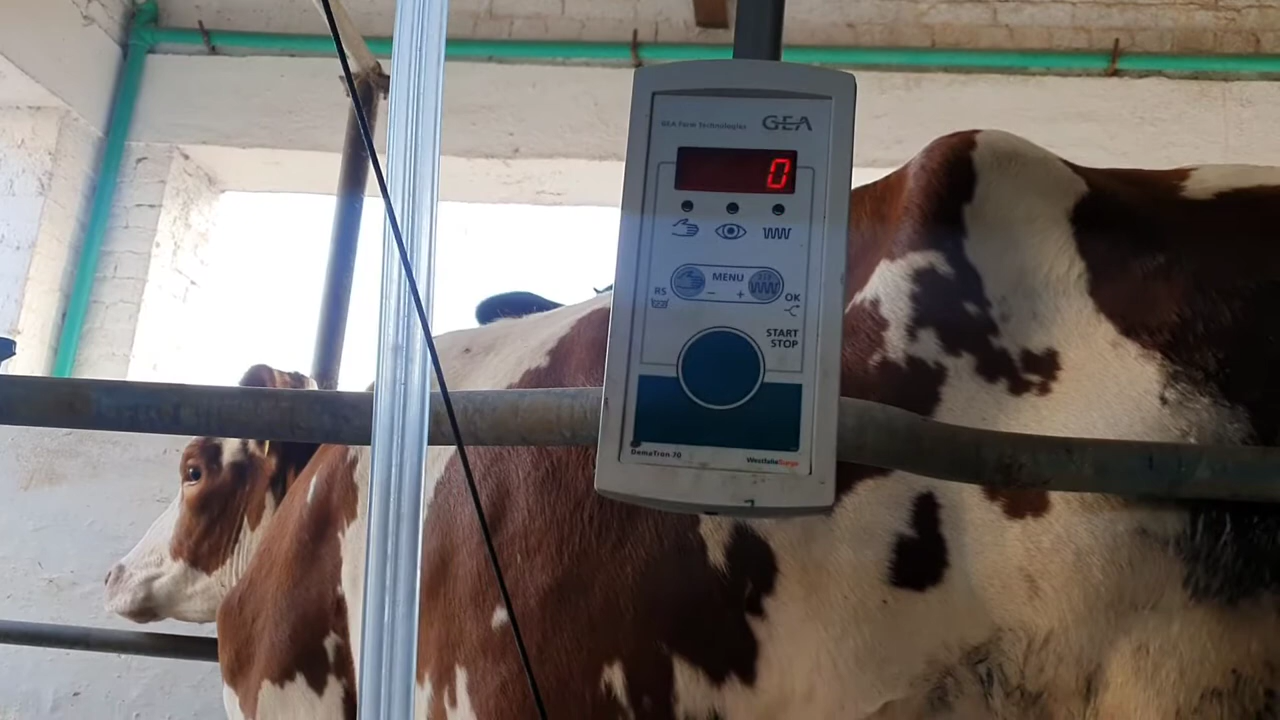 GEA Farm Technologies GEA
0
MENU
- +
RS OK
START
STOP
DemaTron 70 WestfaliaSurge